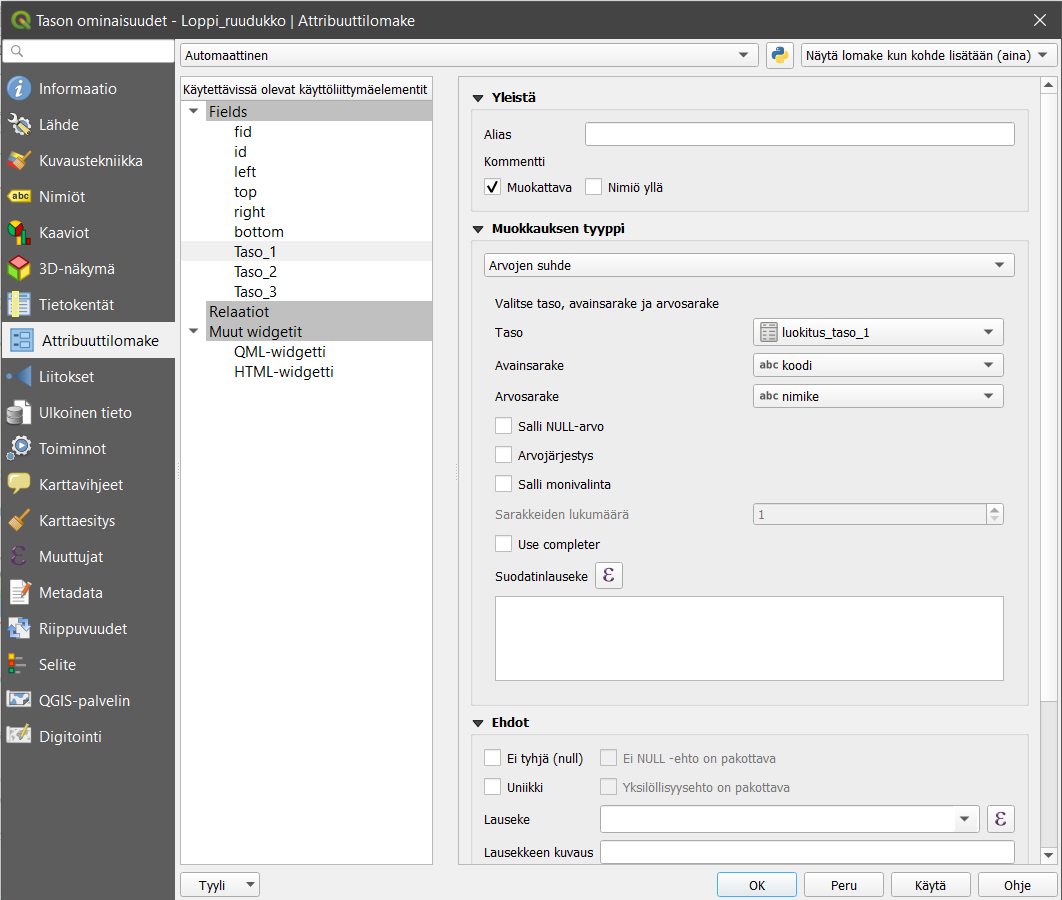 Tason ominaisuudet - Loppi_ruudukko | Attribuuttilomake
Informaatio
Lähde
Kuvaustekniikka
abc Nimiöt
Kaaviot
3D-näkymä
Tietokentät
Attribuuttilomake
Liitokset
Ulkoinen tieto
Toiminnot
Karttavihjeet
Karttaesitys
Muuttujat
Metadata
Riippuvuudet
Selite
QGIS-palvelin
Digitointi
Automaattinen
Näytä lomake kun kohde lisätään (aina)
Käytettävissä olevat käyttöliittymäelementit
Fields
fid
id
left
top
right
bottom
Taso_1
Taso_2
Taso_3
Relaatiot
Muut widgetit
QML-widgetti
HTML-widgetti
Yleistä
Alias
Kommentti
Muokattava Nimiö yllä
Muokkauksen tyyppi
Arvojen suhde
Valitse taso, avainsarake ja arvosarake
Taso luokitus_taso_1
Avainsarake abc koodi
Arvosarake abc nimike
Salli NULL-arvo
Arvojärjestys
Salli monivalinta
Sarakkeiden lukumäärä 1
Use completer
Suodatinlauseke ε
Ehdot
Ei tyhjä (null) Ei NULL -ehto on pakottava
Uniikki Yksilöllisyysehto on pakottava
Lauseke ε
Lausekkeen kuvaus
Tyyli OK Peru Käytä Ohje